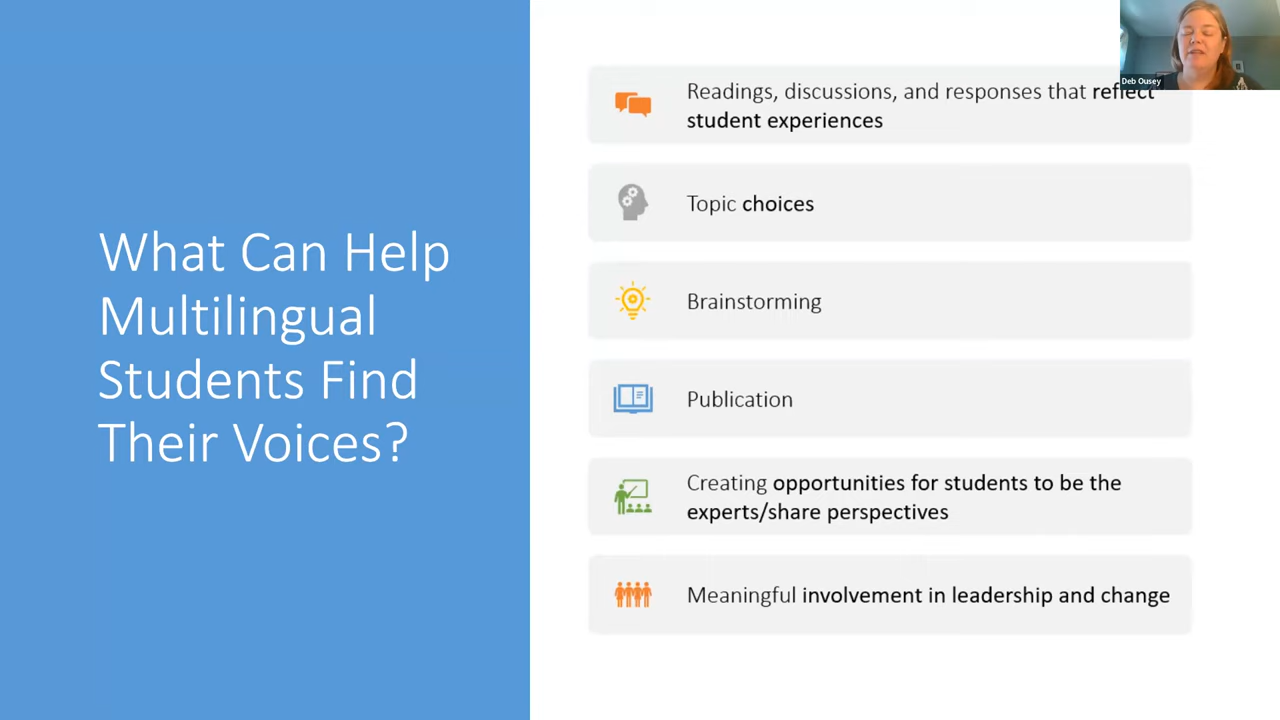 What Can Help
Multilingual
Students Find
Their Voices?
Deb Ousey
Readings, discussions, and responses that reflect
student experiences
Topic choices
Brainstorming
Publication
Creating opportunities for students to be the
experts/share perspectives
Meaningful involvement in leadership and change